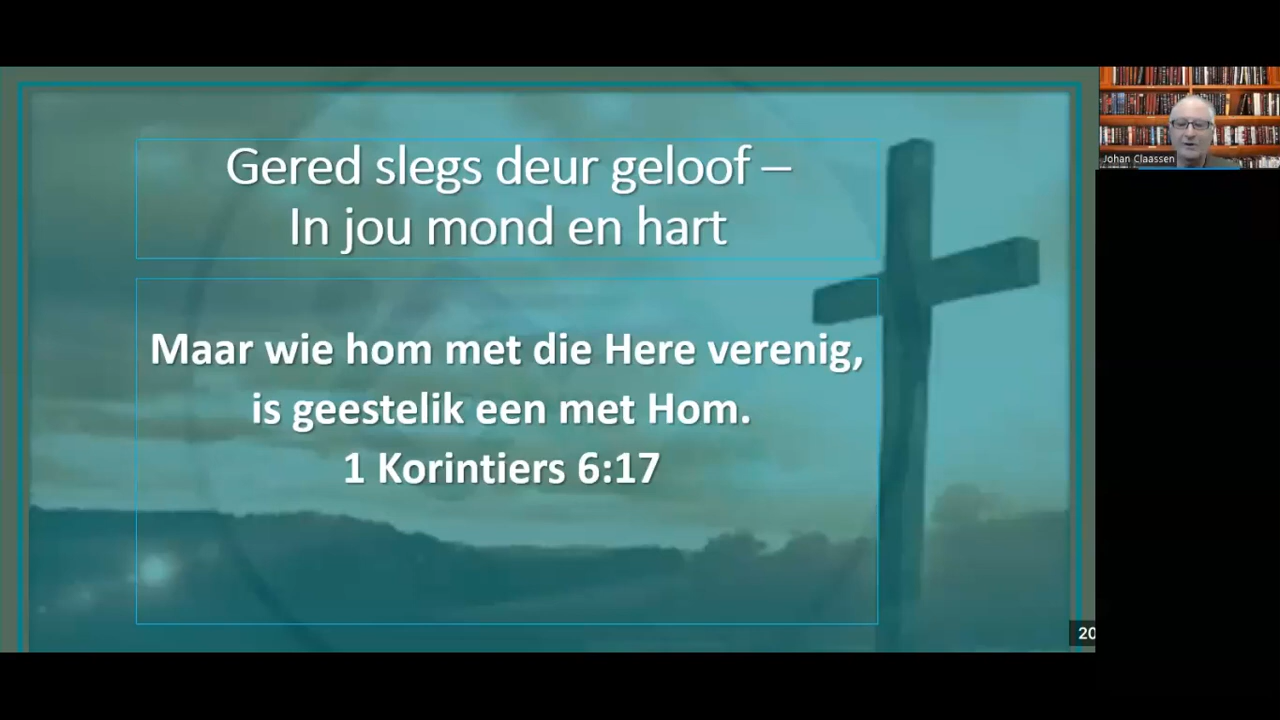 Gered slegs deur geloof –
In jou mond en hart
Maar wie hom met die Here verenig,
is geestelik een met Hom.
1 Korintiers 6:17
Johan Claassen
20